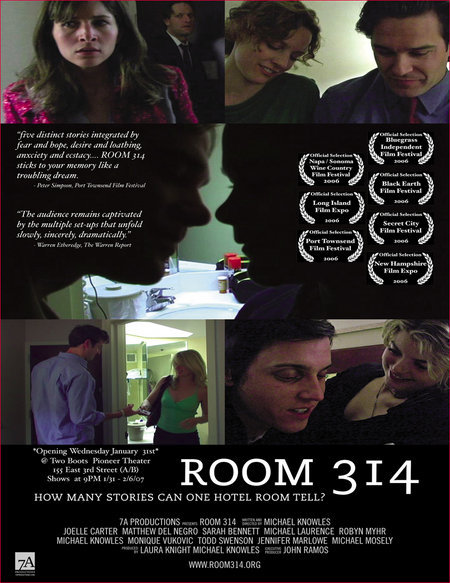 "five distinct stories integrated by
fear and hope, desire and loathing,
anxciety and ecstacy.... ROOM 314
sticks to your memory like a
troubling dream.
- Peter Simpson, Port Townsend Film Festival
"The audience remains captivated
by the multiple set-ups that unfold
slowly, sincerely, dramatically,"
- Warren Etheredge, The Warren Report
Official Selection
Bluegrass
Independent
Film Festival
2006
Official Selection
Napa / Sonoma
Wine Country
Film Festival
2006
Official Selection
Black Earth
Film Festival
2006
Official Selection
Long Island
Film Expo
2006
Official Selection
Secret City
Film Festival
2006
Official Selection
Port Townsend
Film Festival
2006
Official Selection
New Hampshire
Film Expo
2006
*Opening Wednesday January 31st*
@ Two Boots Pioneer Theater
155 East 3rd Street (A/B)
Shows at 9PM 1/31 - 2/6/07
ROOM 314
HOW MANY STORIES CAN ONE HOTEL ROOM TELL?
7A PRODUCTIONS PRESENTS ROOM 314 WRITTEN AND DIRECTED BY MICHAEL KNOWLES
JOELLE CARTER MATTHEW DEL NEGRO SARAH BENNETT MICHAEL LAURENCE ROBYN MYHR
MICHAEL KNOWLES MONIQUE VUKOVIC TODD SWENSON JENNIFER MARLOWE MICHAEL MOSELY
PRODUCED BY LAURA KNIGHT MICHAEL KNOWLES EXECUTIVE PRODUCER JOHN RAMOS
7A
WWW.ROOM314.ORG